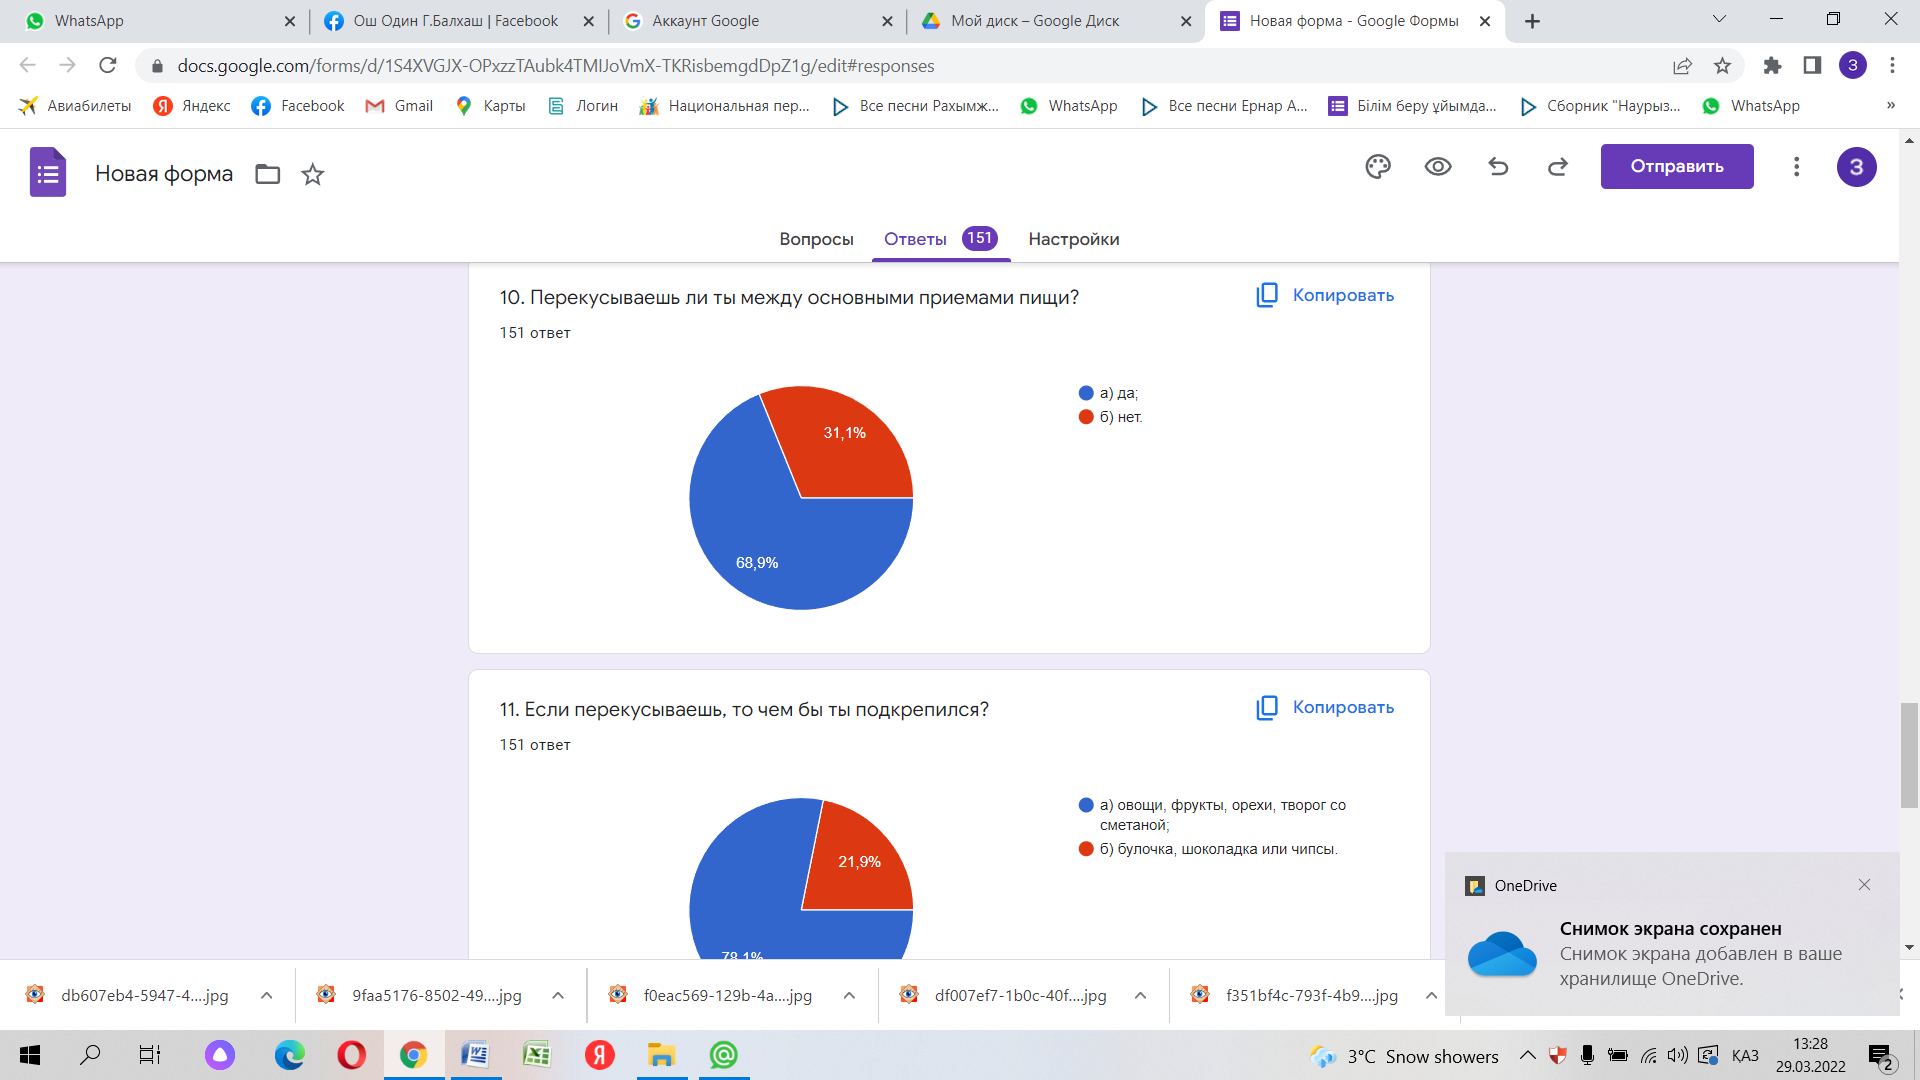 WhatsApp
Ош Один Г.Балхаш | Facebook
Аккаунт Google
Мой диск – Google Диск
Новая форма - Google Формы
docs.google.com/forms/d/1S4XVGJX-OPxzzTAubk4TMIJoVmX-TKRisbemgdDpZ1g/edit#responses
З
Авиабилеты
Яндекс
Facebook
Gmail
Карты
Логин
Национальная пер...
Все песни Рахымж...
WhatsApp
Все песни Ернар А...
Білім беру ұйымда...
Сборник "Наурыз...
WhatsApp
»
Новая форма
Отправить
З
Вопросы
Ответы 151
Настройки
10. Перекусываешь ли ты между основными приемами пищи?
Копировать
151 ответ
а) да;
б) нет.
31,1%
68,9%
11. Если перекусываешь, то чем бы ты подкрепился?
Копировать
151 ответ
а) овощи, фрукты, орехи, творог со
сметаной;
б) булочка, шоколадка или чипсы.
21,9%
78,1%
OneDrive
Снимок экрана сохранен
Снимок экрана добавлен в ваше
хранилище OneDrive.
db607eb4-5947-4....jpg
9faa5176-8502-49....jpg
f0eac569-129b-4a....jpg
df007ef7-1b0c-40f....jpg
f351bf4c-793f-4b9....jpg
3°C Snow showers
ҚАЗ
13:28
29.03.2022
2